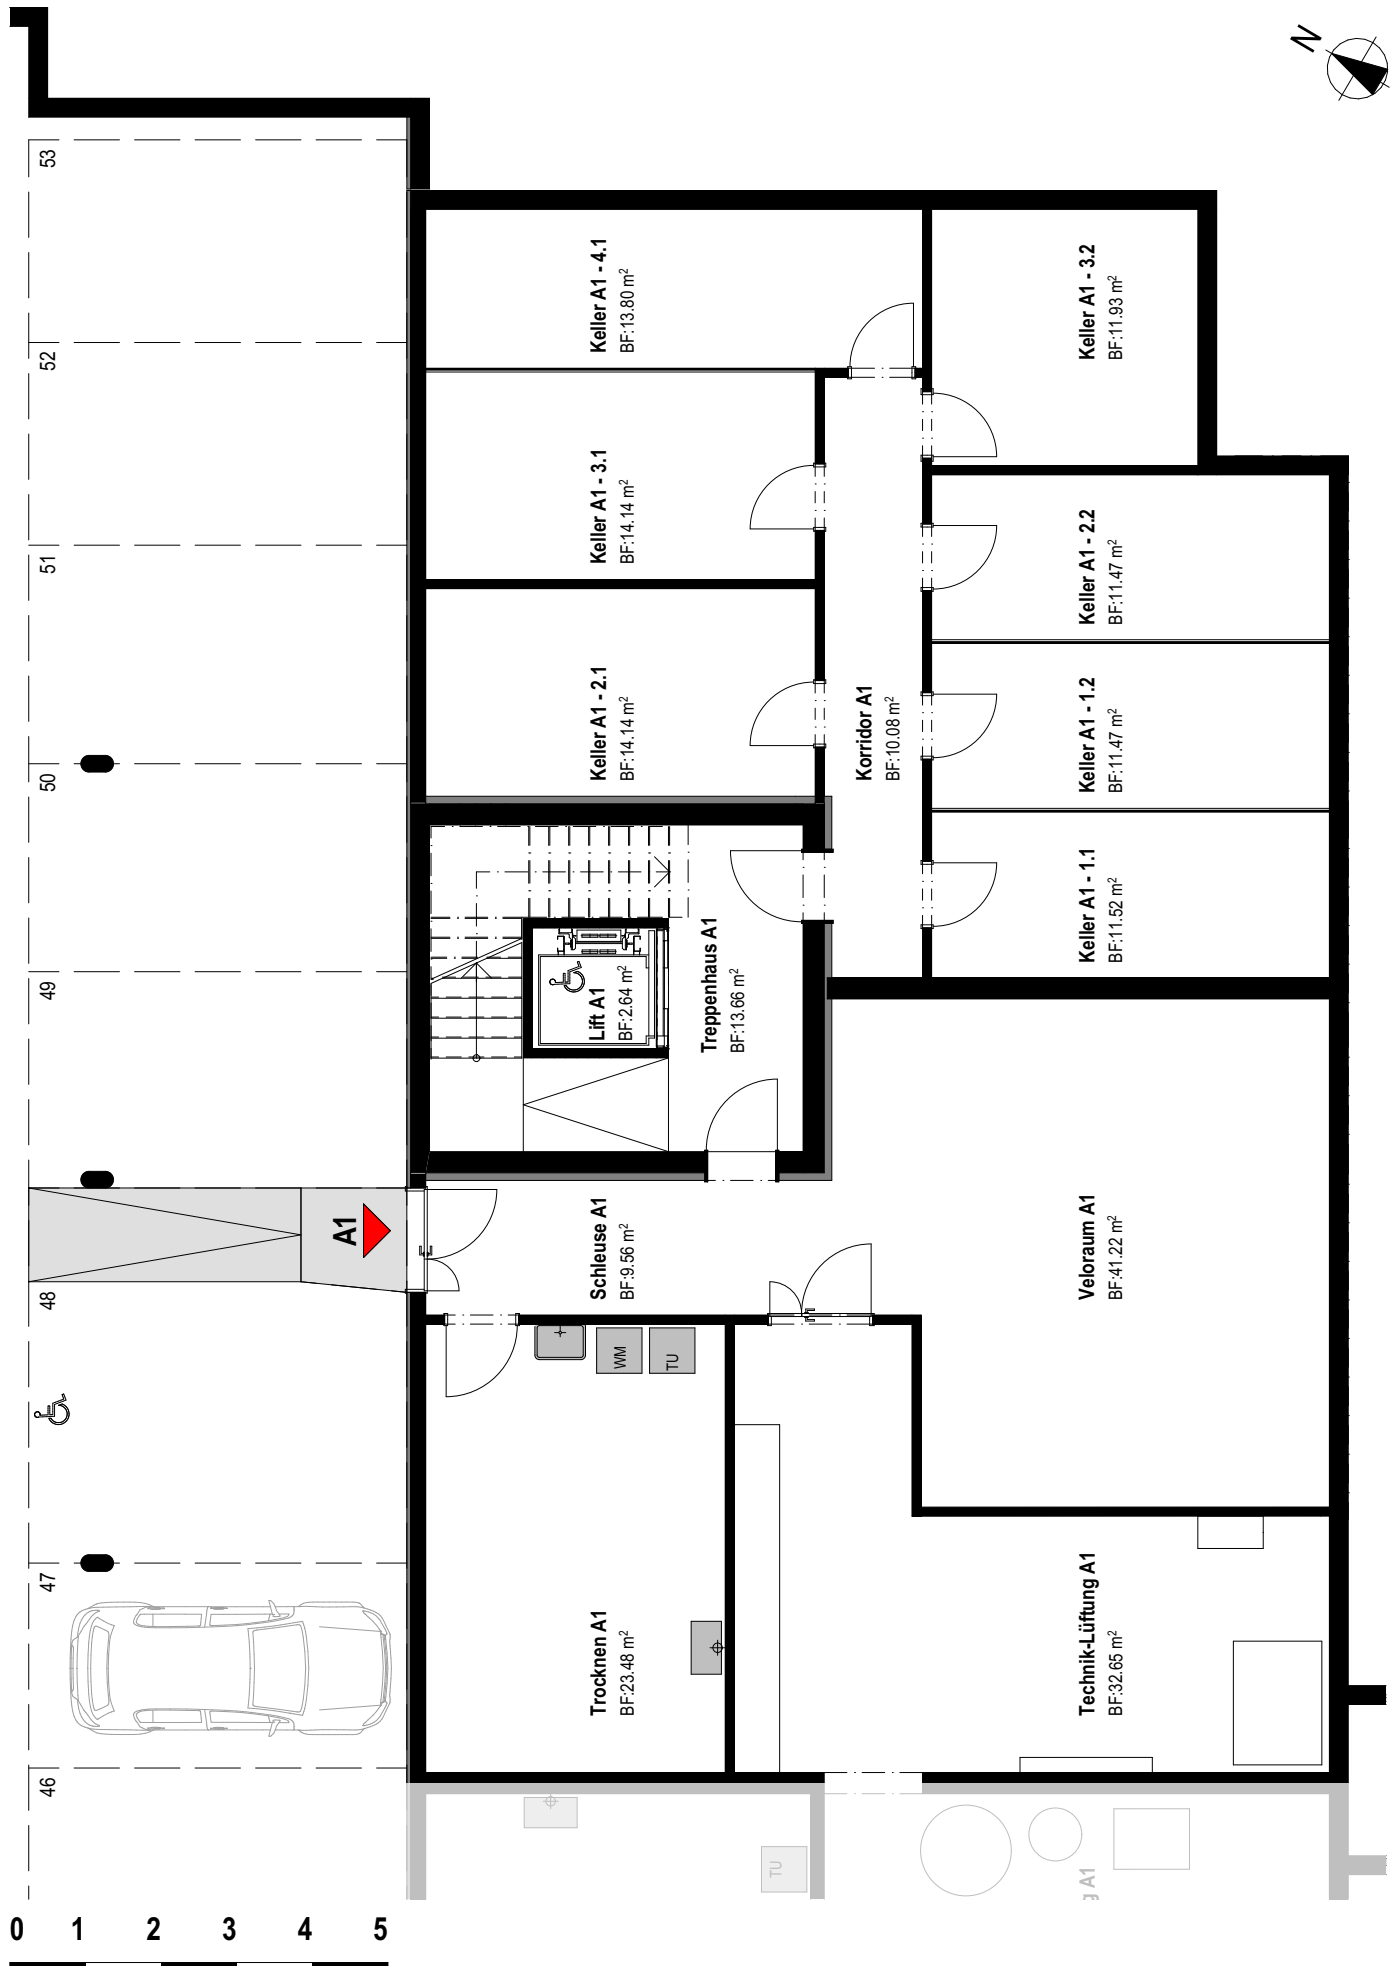 N
53
52
51
50
49
48
47
46
Keller A1 - 4.1
BF:13.80 m²
Keller A1 - 3.2
BF:11.93 m²
Keller A1 - 3.1
BF:14.14 m²
Keller A1 - 2.2
BF:11.47 m²
Keller A1 - 2.1
BF:14.14 m²
Korridor A1
BF:10.08 m²
Keller A1 - 1.2
BF:11.47 m²
Keller A1 - 1.1
BF:11.52 m²
Lift A1
BF:2.64 m²
Treppenhaus A1
BF:13.66 m²
A1
Schleuse A1
BF:9.56 m²
Veloraum A1
BF:41.22 m²
WM
TU
Trocknen A1
BF:23.48 m²
Technik-Lüftung A1
BF:32.65 m²
TU
g A1
0 1 2 3 4 5